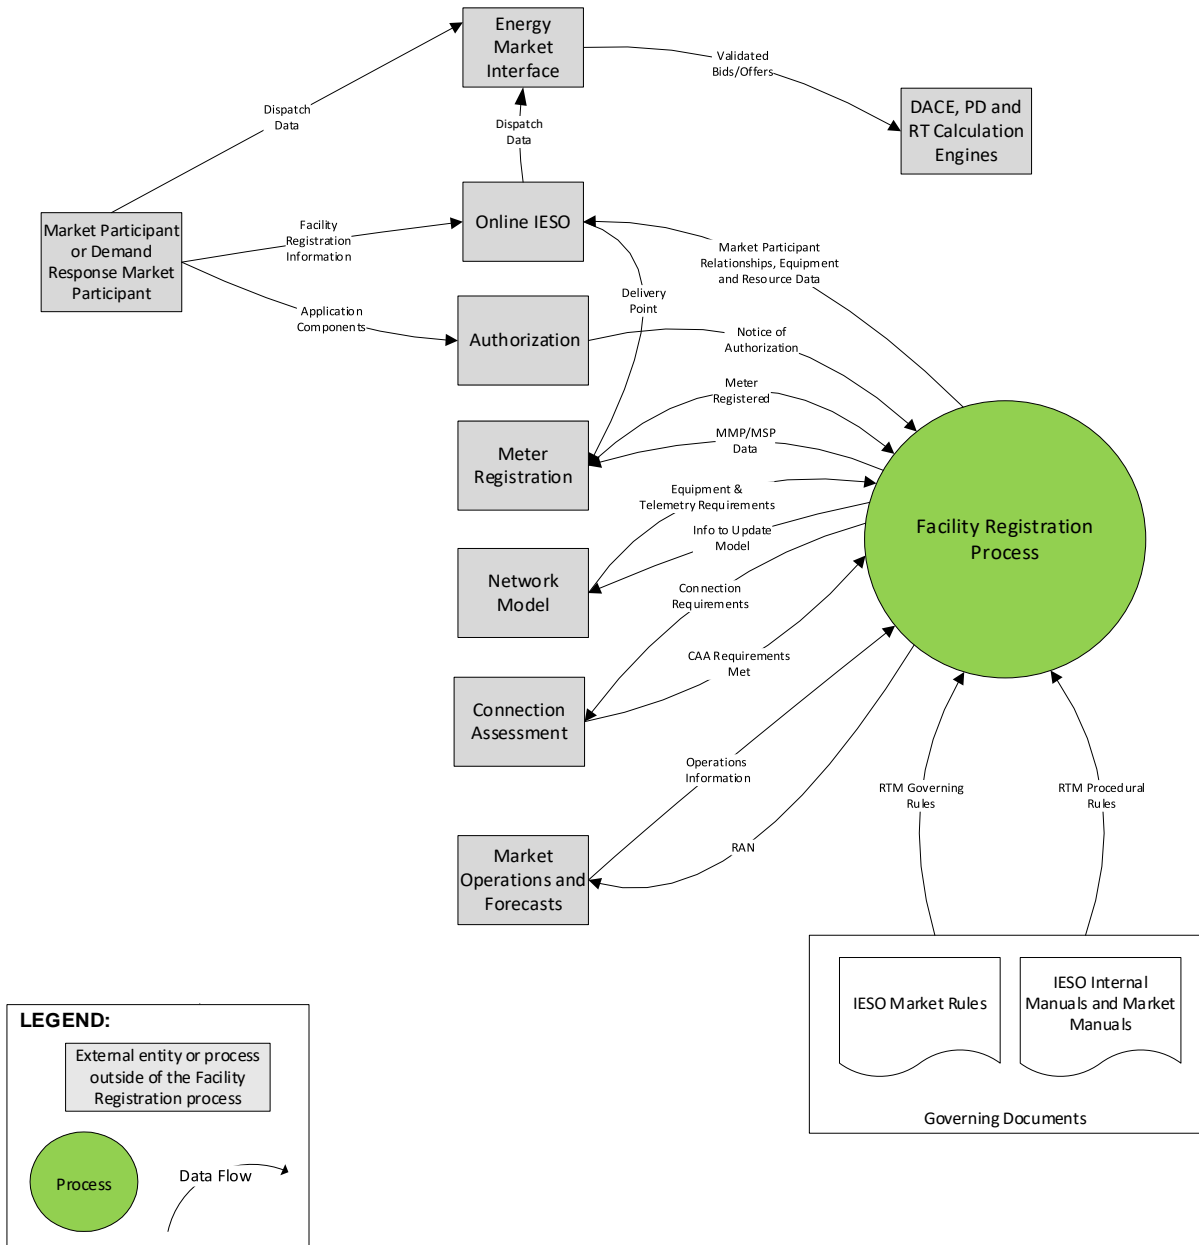 Energy
Market
Interface
Validated
Bids/Offers
DACE, PD and
RT Calculation
Engines
Dispatch
Data
Dispatch
Data
Market Participant
or Demand
Response Market
Participant
Facility
Registration
Information
Online IESO
Market Participant
Relationships, Equipment
and Resource Data
Delivery
Point
Application
Components
Authorization
Notice of
Authorization
Meter
Registered
MMP/MSP
Data
Meter
Registration
Equipment &
Telemetry Requirements
Info to Update
Model
Facility Registration
Process
Network
Model
Connection
Requirements
CAA Requirements
Met
Connection
Assessment
Operations
Information
RTM Governing
Rules
RTM Procedural
Rules
RAN
Market
Operations and
Forecasts
IESO Market Rules
IESO Internal
Manuals and Market
Manuals
Governing Documents
LEGEND:
External entity or process
outside of the Facility
Registration process
Process
Data Flow